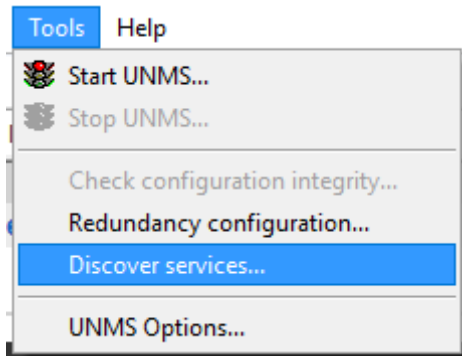 Tools Help
Start UNMS...
Stop UNMS...
Check configuration integrity...
Redundancy configuration...
Discover services...
UNMS Options...